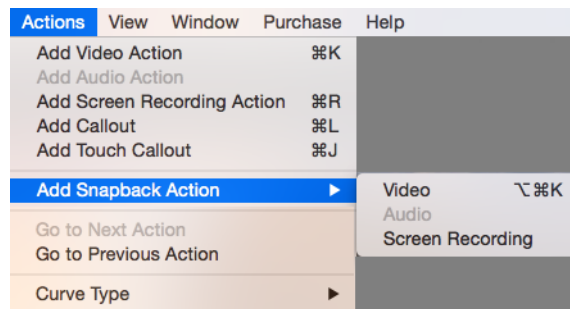 Actions View Window Purchase Help
Add Video Action ⌘K
Add Audio Action
Add Screen Recording Action ⌘R
Add Callout ⌘L
Add Touch Callout ⌘J
Add Snapback Action ▶
Video ⌥⌘K
Audio
Screen Recording
Go to Next Action
Go to Previous Action
Curve Type ▶